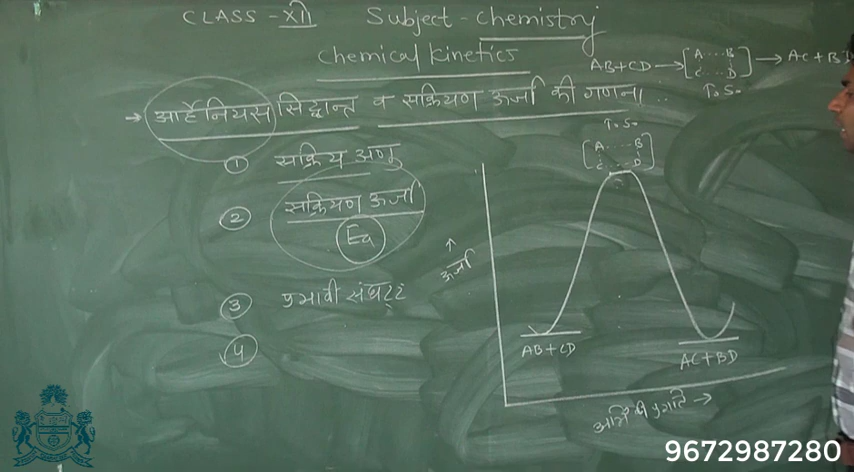 CLASS - XII Subject - Chemistry
Chemical Kinetics
AB+CD → [A....B C....D] → AC+BD
T.S.
→ आर्हेनियस सिद्धान्त व सक्रियण ऊर्जा की गणना..
① सक्रिय अणु
② सक्रियण ऊर्जा
Ea
③ प्रभावी संघट्ट
④
T.S.
[A....B
C....D]
ऊर्जा →
AB+CD
AC+BD
की प्रगति →
9672987280